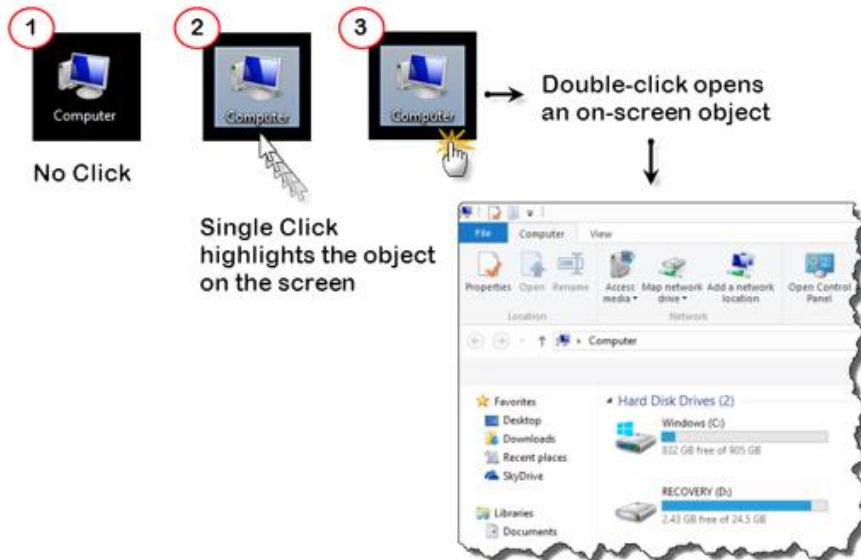 1
2
3
Computer
Computer
Computer
No Click
Single Click
highlights the object
on the screen
Double-click opens
an on-screen object
File Computer View
Properties Open Rename Access media Map network drive Add a network location Open Control Panel
Location Network
Computer
Favorites
Desktop
Downloads
Recent places
SkyDrive
Libraries
Documents
Hard Disk Drives (2)
Windows (C:)
832 GB free of 905 GB
RECOVERY (D:)
2.43 GB free of 24.5 GB